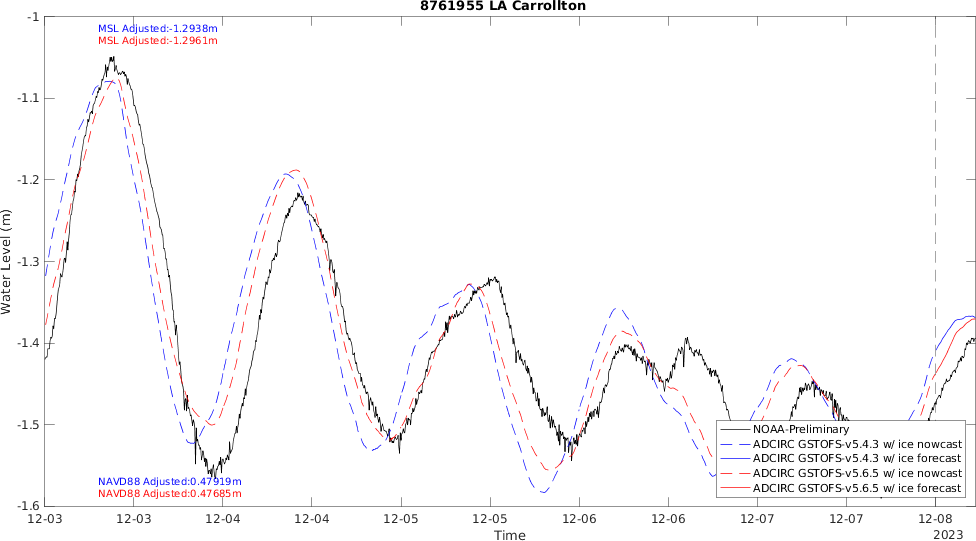 8761955 LA Carrollton
MSL Adjusted:-1.2938m
MSL Adjusted:-1.2961m
-1
-1.1
-1.2
-1.3
-1.4
-1.5
-1.6
Water Level (m)
NAVD88 Adjusted:0.47919m
NAVD88 Adjusted:0.47685m
NOAA-Preliminary
ADCIRC GSTOFS-v5.4.3 w/ ice nowcast
ADCIRC GSTOFS-v5.4.3 w/ ice forecast
ADCIRC GSTOFS-v5.6.5 w/ ice nowcast
ADCIRC GSTOFS-v5.6.5 w/ ice forecast
12-03 12-03 12-04 12-04 12-05 12-05 12-06 12-06 12-07 12-07 12-08
Time
2023